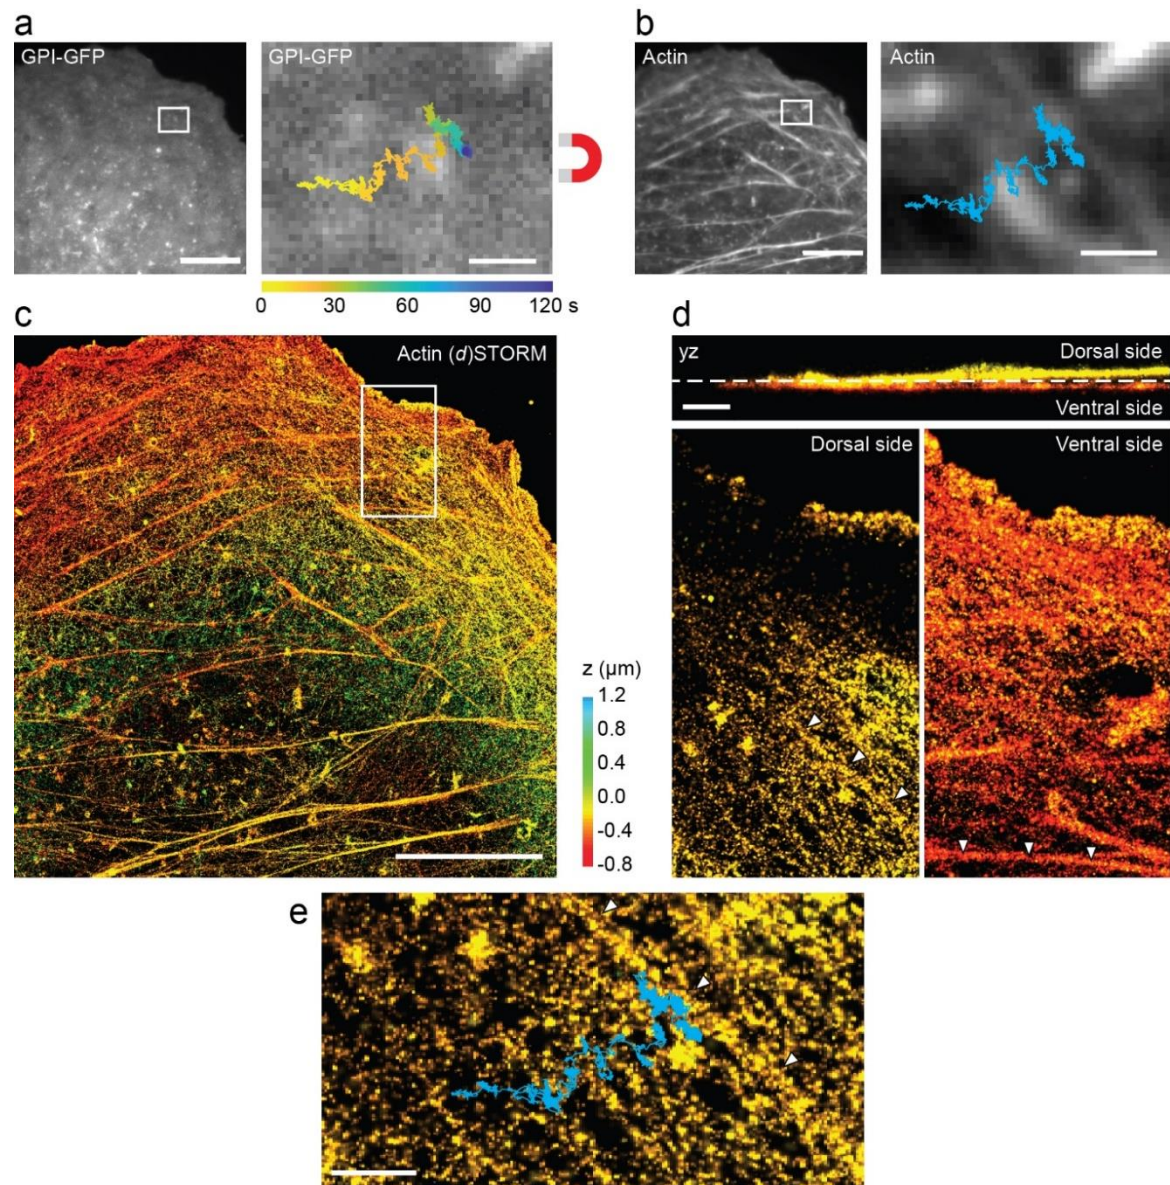 a
GPI-GFP
GPI-GFP
0 30 60 90 120 s
b
Actin
Actin
c
Actin (d)STORM
z (µm)
1.2
0.8
0.4
0.0
-0.4
-0.8
d
yz
Dorsal side
Ventral side
Dorsal side
Ventral side
e